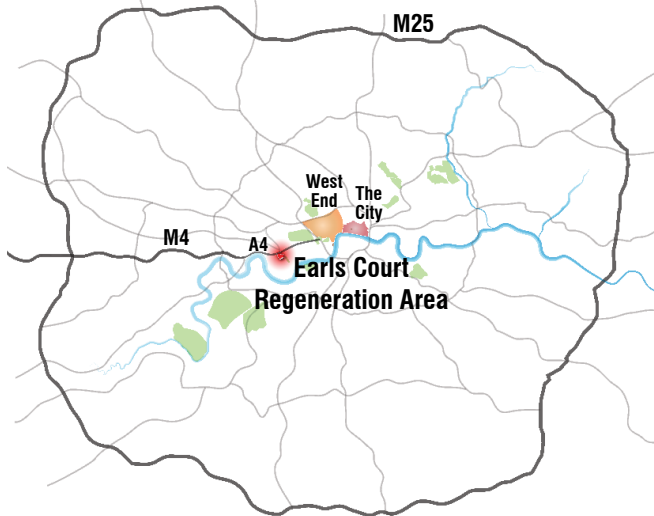 M25
West
End
The
City
M4
A4
Earls Court
Regeneration Area